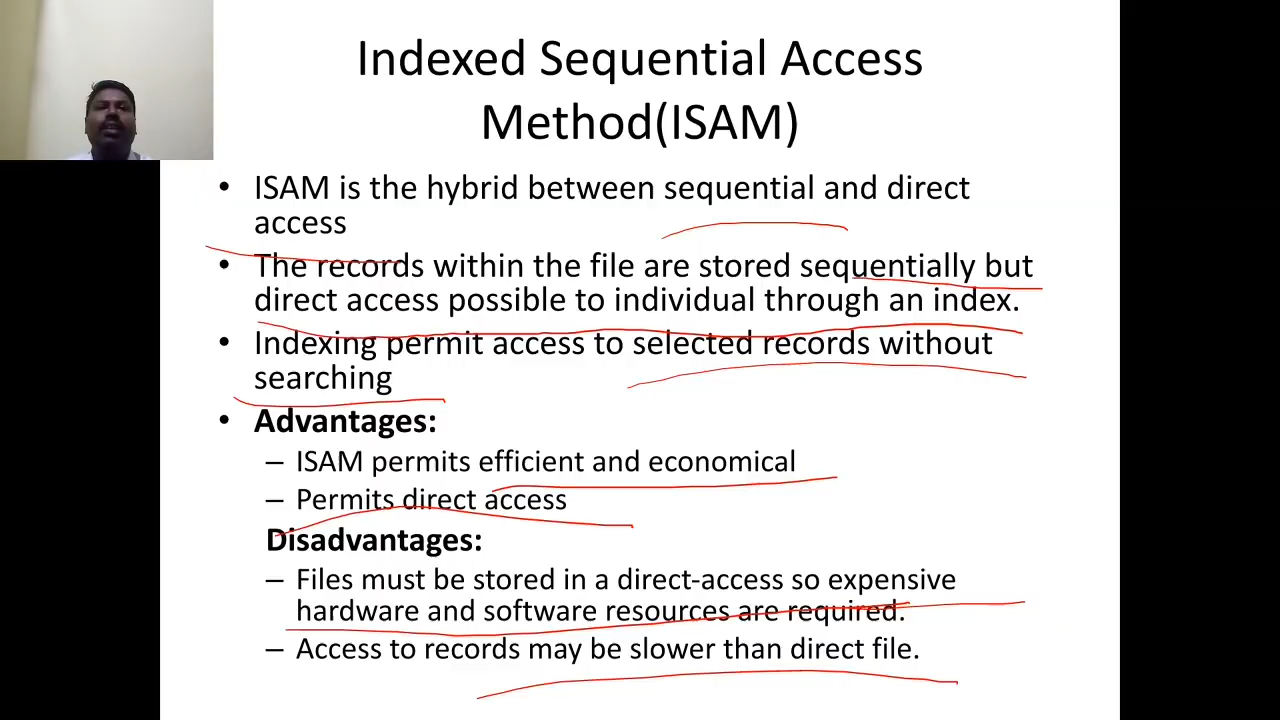 Indexed Sequential Access
Method(ISAM)
• ISAM is the hybrid between sequential and direct
access
• The records within the file are stored sequentially but
direct access possible to individual through an index.
• Indexing permit access to selected records without
searching
• Advantages:
– ISAM permits efficient and economical
– Permits direct access
Disadvantages:
– Files must be stored in a direct-access so expensive
hardware and software resources are required.
– Access to records may be slower than direct file.